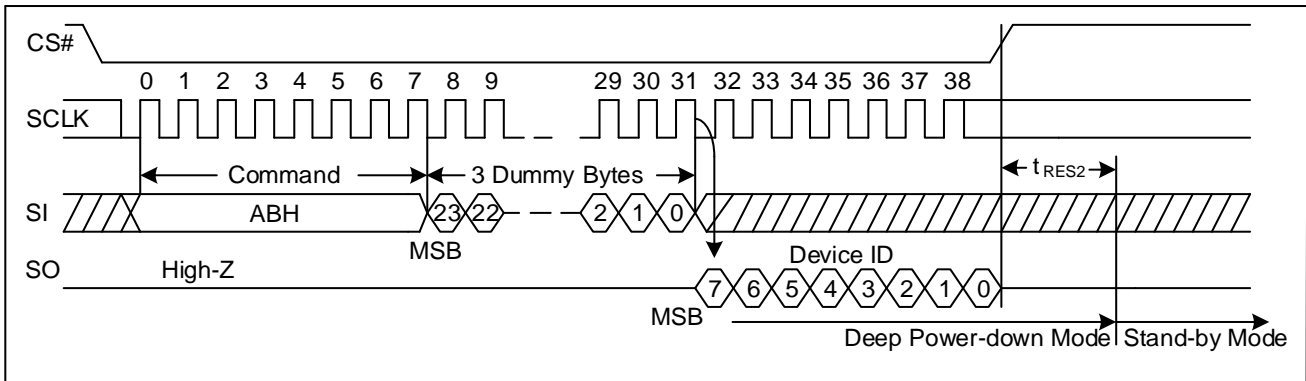 CS#
0 1 2 3 4 5 6 7 8 9 29 30 31 32 33 34 35 36 37 38
SCLK
Command 3 Dummy Bytes tRES2
SI ABH 23 22 2 1 0
MSB
SO High-Z Device ID
7 6 5 4 3 2 1 0
MSB
Deep Power-down Mode Stand-by Mode